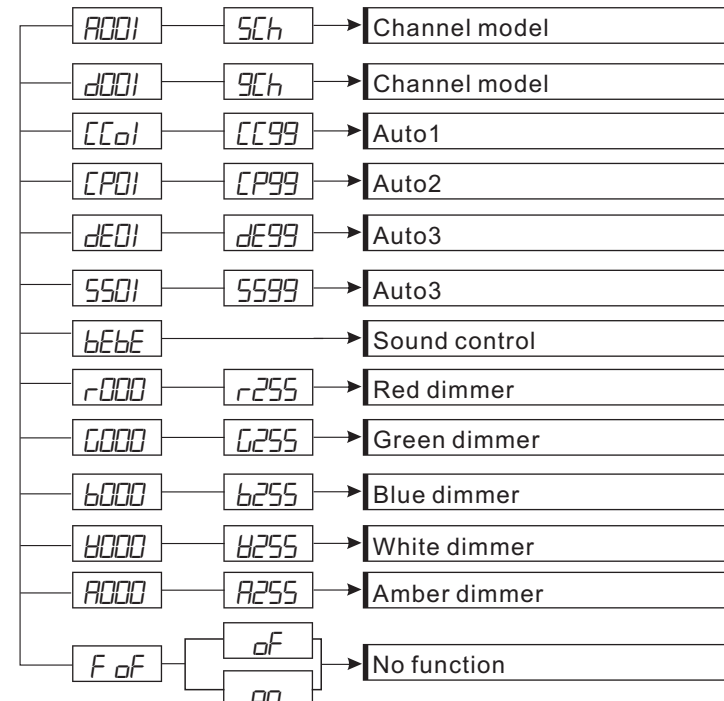 A001 5Ch Channel model
d001 9Ch Channel model
CCo1 CC99 Auto1
CP01 CP99 Auto2
dE01 dE99 Auto3
SS01 SS99 Auto3
bEbE Sound control
r000 r255 Red dimmer
G000 G255 Green dimmer
b000 b255 Blue dimmer
W000 W255 White dimmer
A000 A255 Amber dimmer
oF
F oF No function